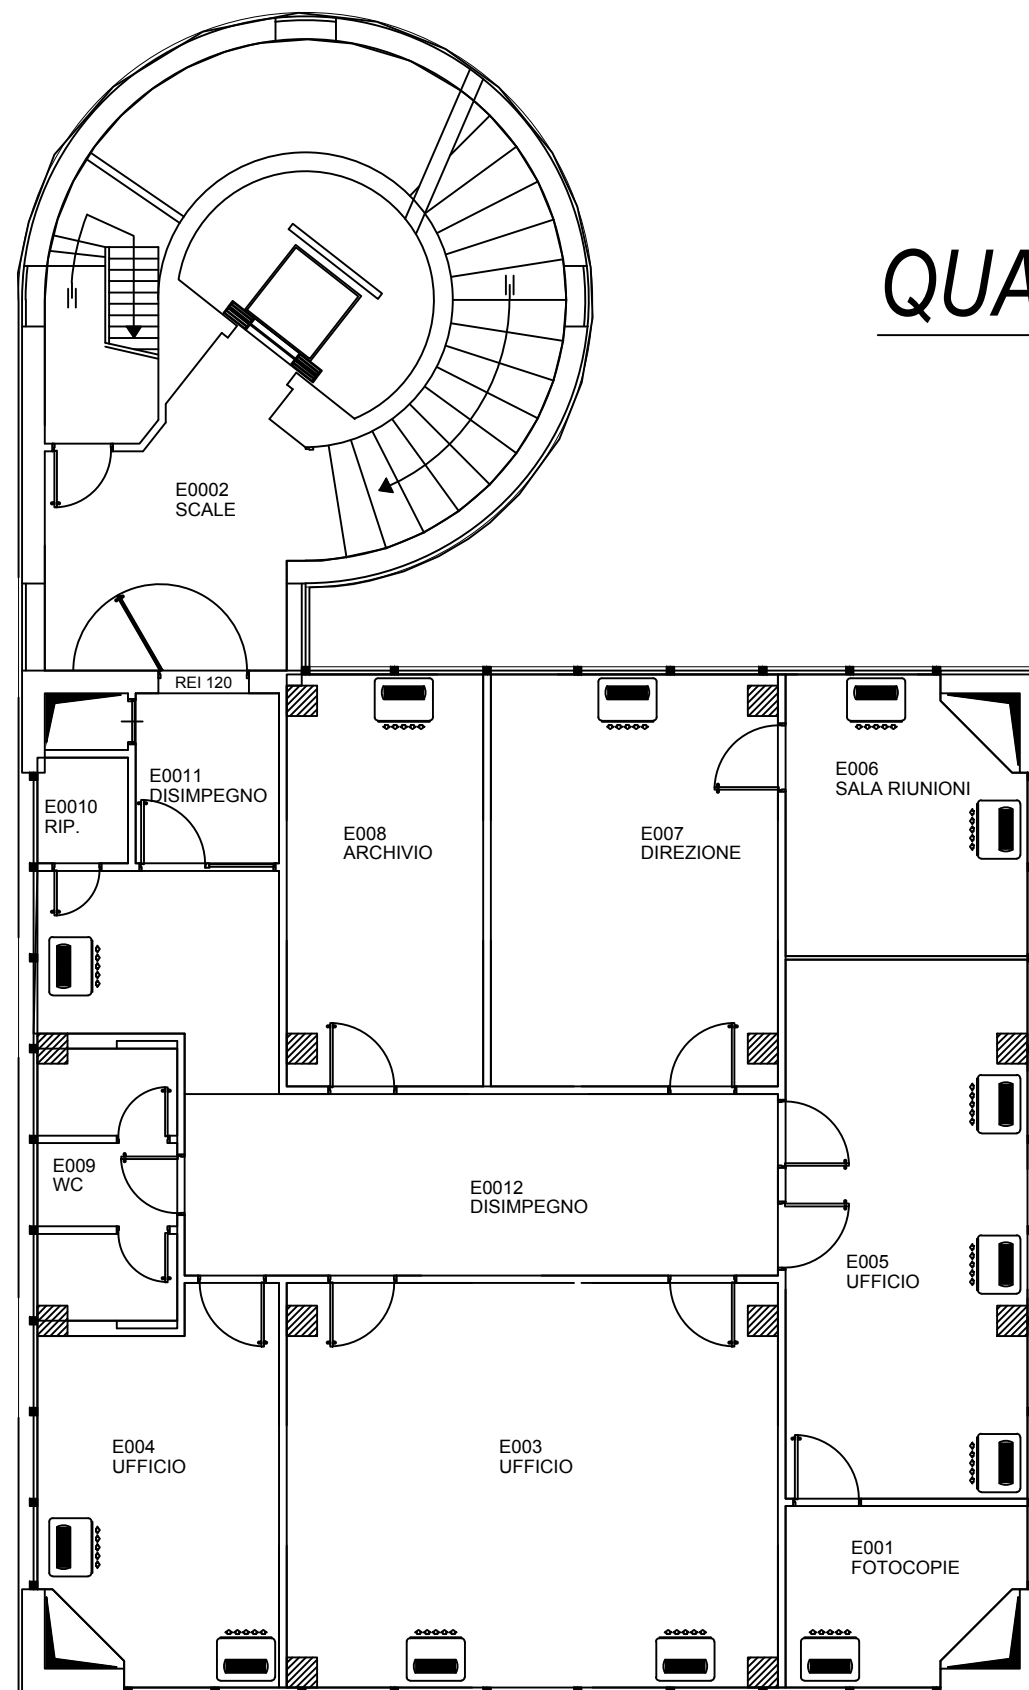 QUA
E0002
SCALE
REI 120
E0011
DISIMPEGNO
E0010
RIP.
E008
ARCHIVIO
E007
DIREZIONE
E006
SALA RIUNIONI
E009
WC
E0012
DISIMPEGNO
E005
UFFICIO
E004
UFFICIO
E003
UFFICIO
E001
FOTOCOPIE